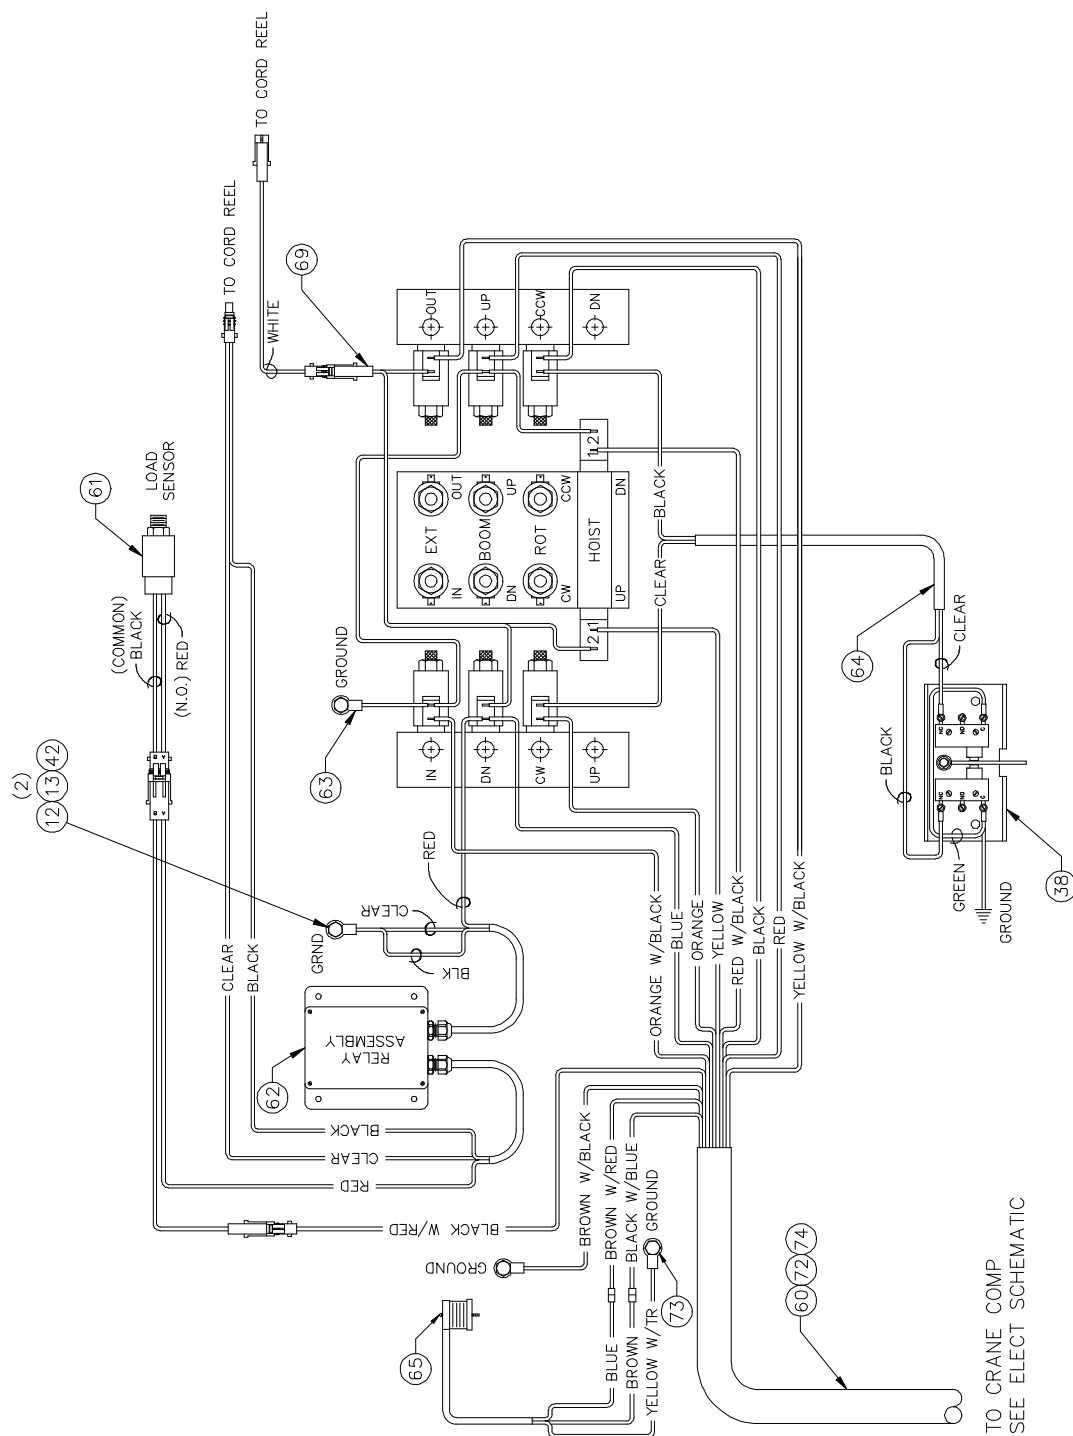 TO CORD REEL
TO CORD REEL
WHITE
69
61
LOAD
SENSOR
(COMMON)
BLACK
(N.O.) RED
B
A
B
A
(2)
12 13 42
CLEAR
BLACK
OUT
UP
CCW
DN
1 2
EXT
BOOM
ROT
HOIST
OUT
UP
CCW
DN
IN
DN
CW
UP
2 1
CLEAR
BLACK
GROUND
63
IN
DN
CW
UP
64
CLEAR
BLACK
NC
NO
C
NC
NO
C
GREEN
GROUND
38
RED
CLEAR
BLK
GRND
RELAY
ASSEMBLY
62
ORANGE W/BLACK
BLUE
ORANGE
YELLOW
RED W/BLACK
BLACK
RED
YELLOW W/BLACK
BLACK
CLEAR
RED
BLACK W/RED
BROWN W/BLACK
BROWN W/RED
BLACK W/BLUE
GROUND
GROUND
73
65
BLUE
BROWN
YELLOW W/TR
60 72 74
TO CRANE COMP
SEE ELECT SCHEMATIC